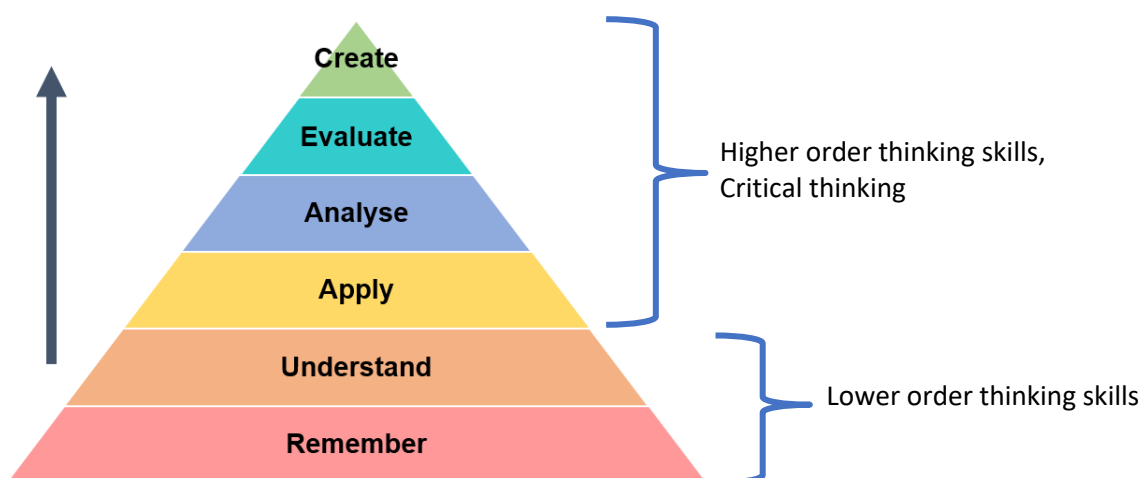 Create
Evaluate
Analyse
Apply
Understand
Remember
Higher order thinking skills,
Critical thinking
Lower order thinking skills